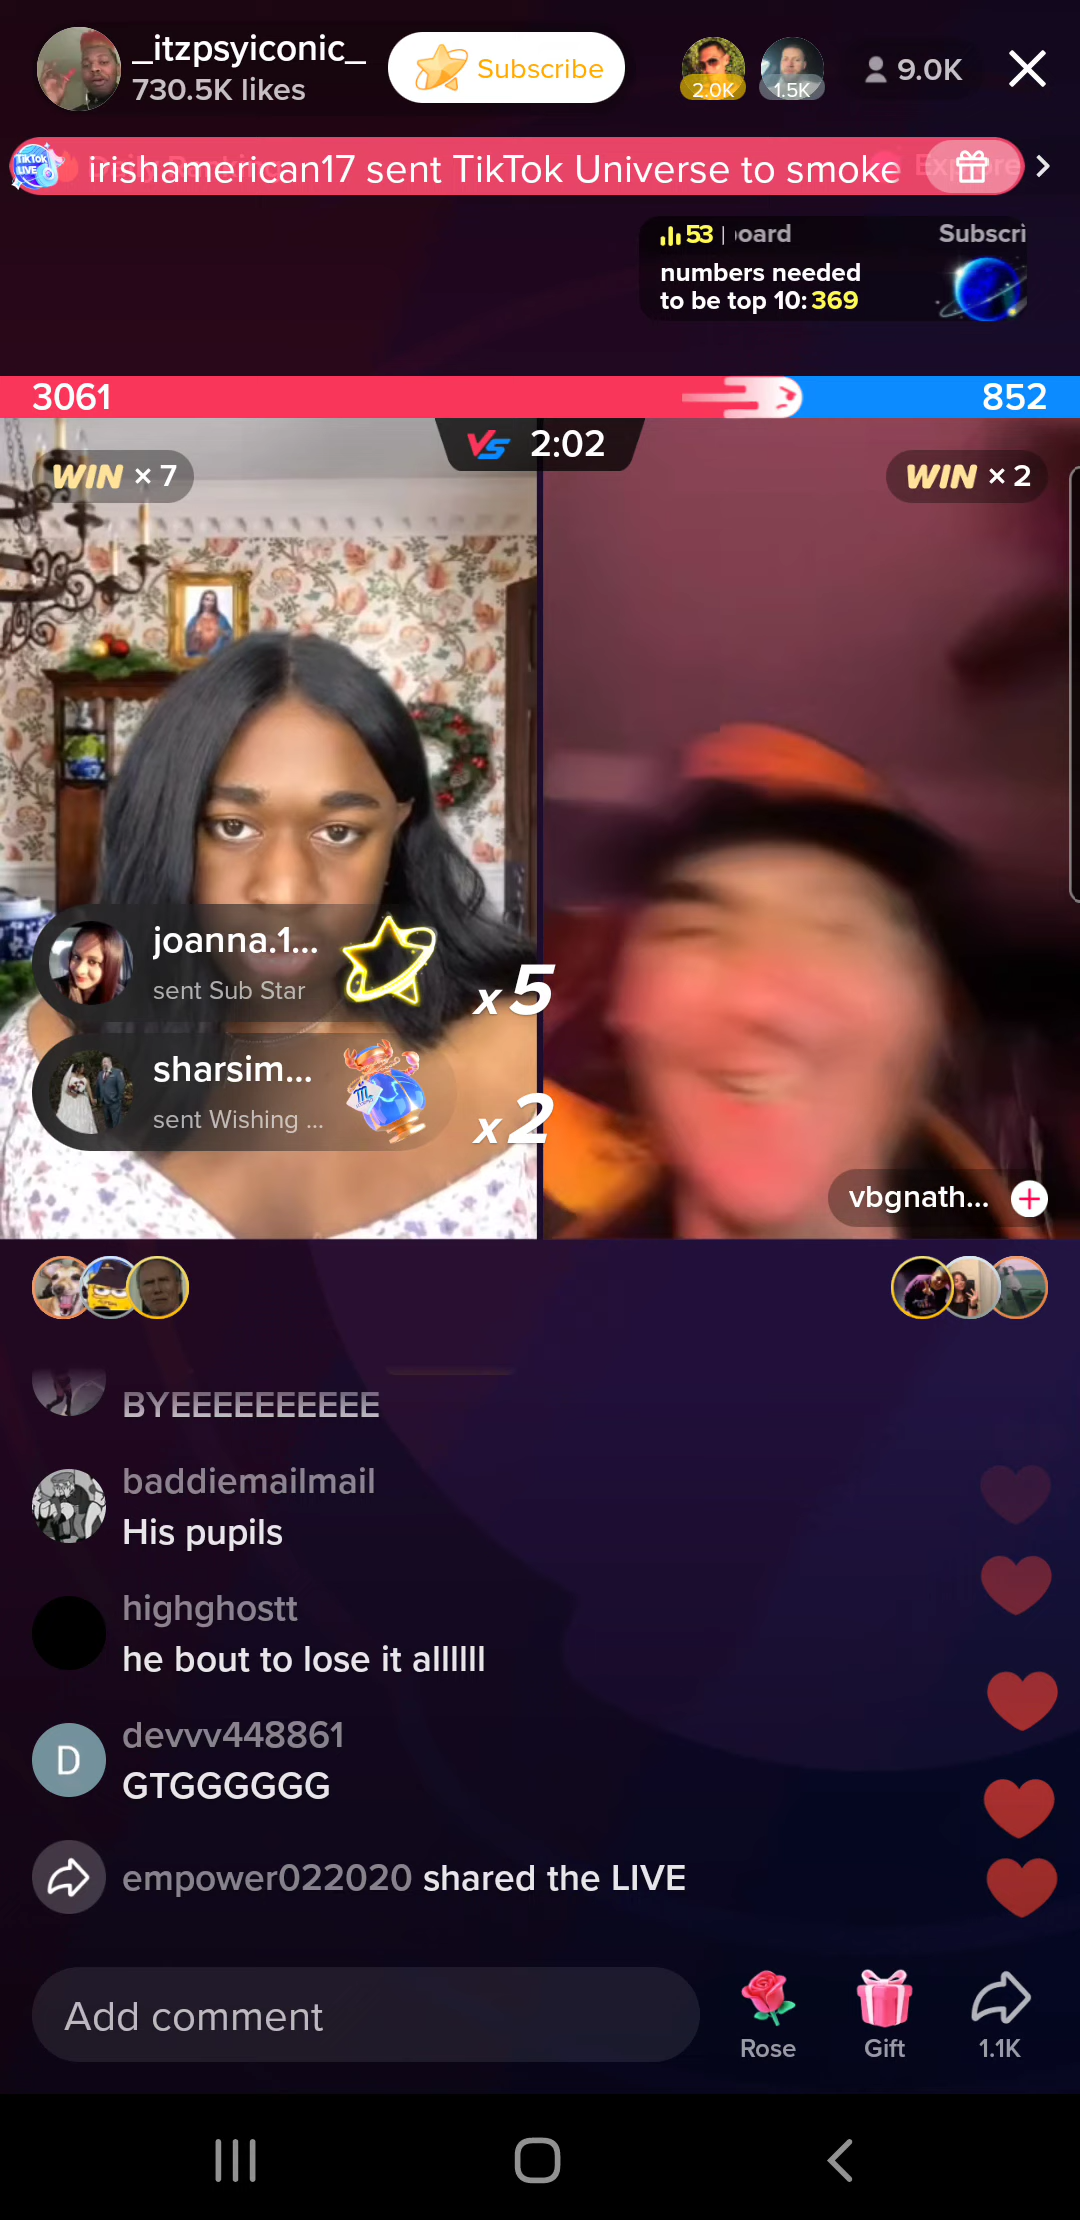 _itzpsyiconic_
730.5K likes
Subscribe
2.0K
1.5K
9.0K
TikTok LIVE
irishamerican17 sent TikTok Universe to smoke
Explore
53 | oard
Subscri
numbers needed
to be top 10: 369
3061
852
VS 2:02
WIN × 7
WIN × 2
joanna.1...
sent Sub Star
x5
sharsim...
sent Wishing ...
x2
vbgnath...
BYEEEEEEEEEE
baddiemailmail
His pupils
highghostt
he bout to lose it allllll
devvv448861
D
GTGGGGGG
empower022020 shared the LIVE
Add comment
Rose
Gift
1.1K